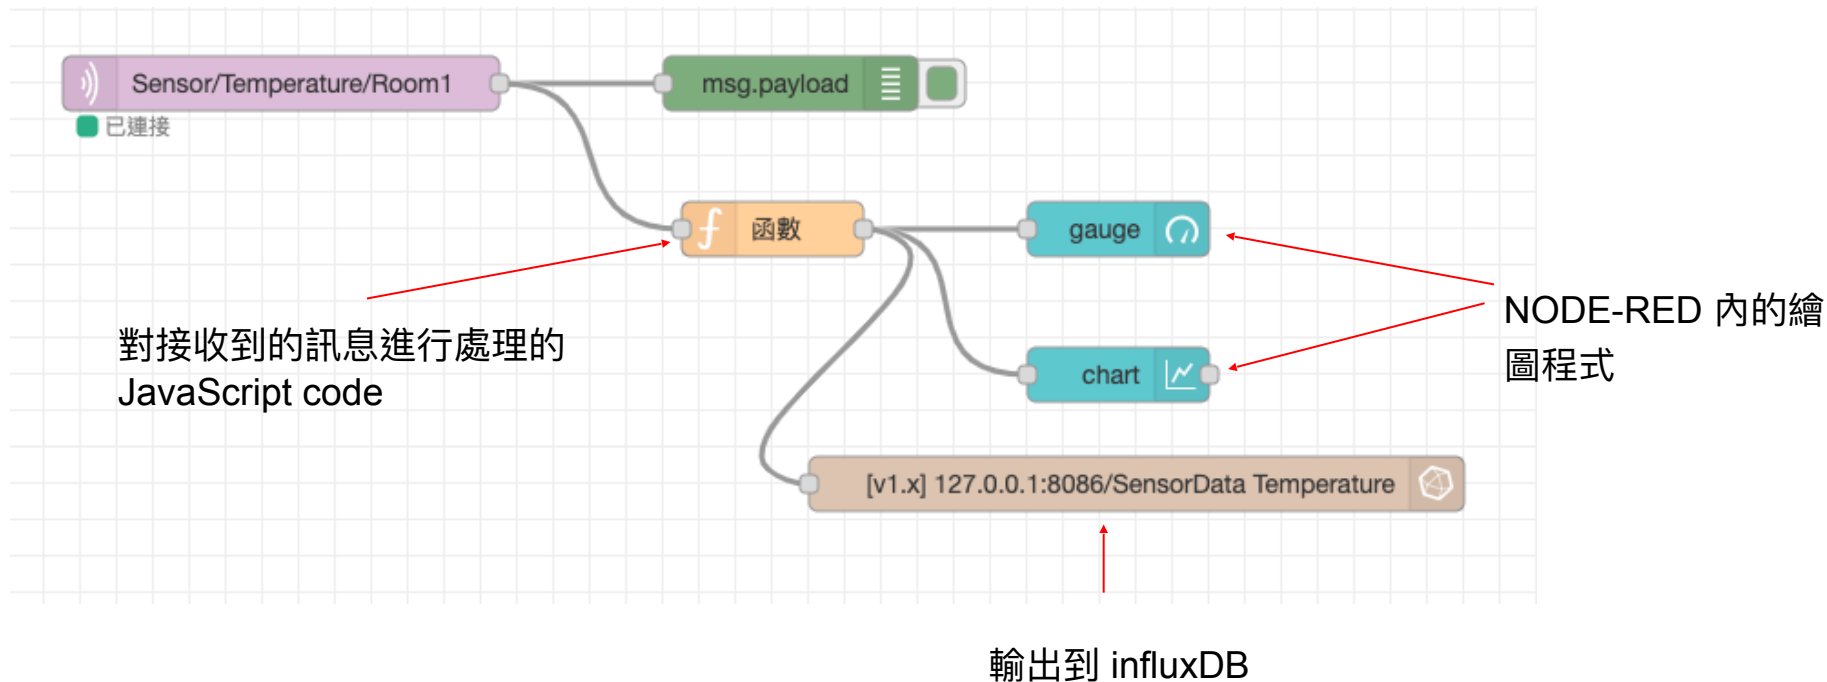 Sensor/Temperature/Room1
msg.payload
已連接
函數
gauge
對接收到的訊息進行處理的
JavaScript code
chart
NODE-RED 內的繪
圖程式
[v1.x] 127.0.0.1:8086/SensorData Temperature
輸出到 influxDB